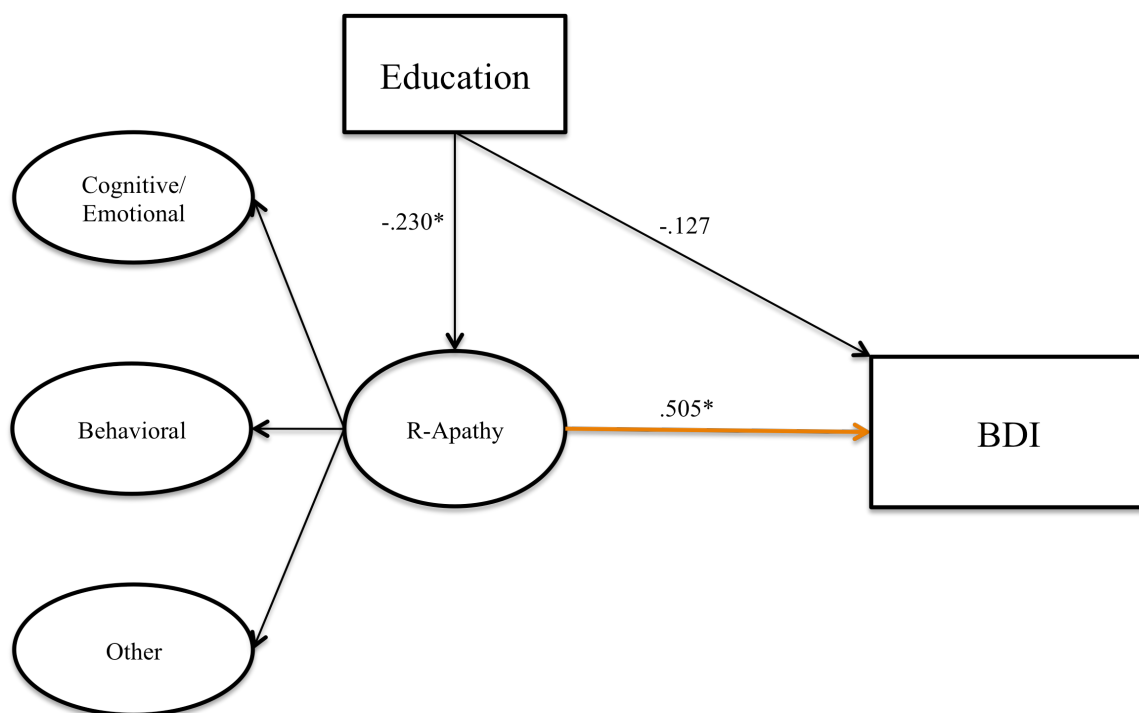 Education
Cognitive/
Emotional
-.230*
-.127
Behavioral
R-Apathy
.505*
BDI
Other